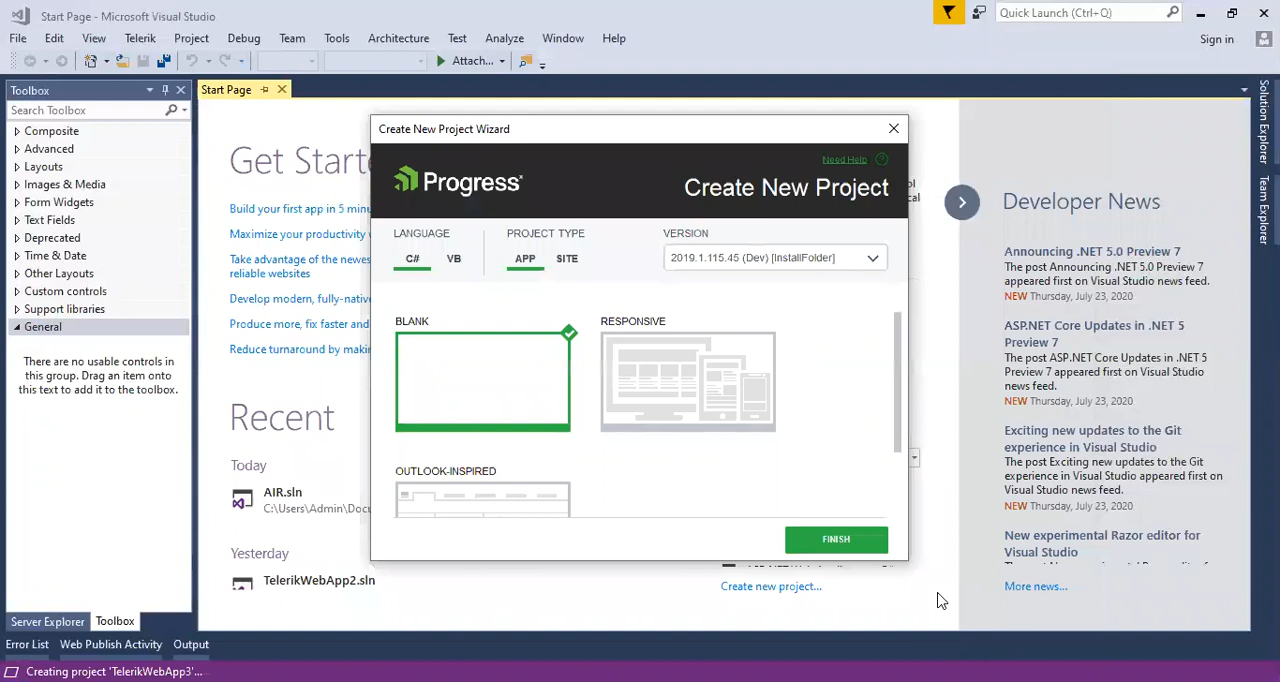 Start Page - Microsoft Visual Studio
Quick Launch (Ctrl+Q)
File Edit View Telerik Project Debug Team Tools Architecture Test Analyze Window Help
Sign in
Attach...
Toolbox
Start Page
Search Toolbox
Composite
Advanced
Layouts
Images & Media
Form Widgets
Text Fields
Depracated
Time & Date
Other Layouts
Custom controls
Support libraries
General
There are no usable controls in
this group. Drag an item onto
this text to add it to the toolbox.
Server Explorer Toolbox
Error List Web Publish Activity Output
Creating project 'TelerikWebApp3'...
Get Starte
Build your first app in 5 minu
Maximize your productivity
Take advantage of the newes
reliable websites
Develop modern, fully-native
Produce more, fix faster and
Reduce turnaround by makin
Recent
Today
AIR.sln
C:\Users\Admin\Docu
Yesterday
TelerikWebApp2.sln
Create New Project Wizard
Need Help
Progress
Create New Project
LANGUAGE
C# VB
PROJECT TYPE
APP SITE
VERSION
2019.1.115.45 (Dev) [InstallFolder]
BLANK
RESPONSIVE
OUTLOOK-INSPIRED
FINISH
ol
cal
Create new project...
Developer News
Announcing .NET 5.0 Preview 7
The post Announcing .NET 5.0 Preview 7
appeared first on Visual Studio news feed.
NEW Thursday, July 23, 2020
ASP.NET Core Updates in .NET 5
Preview 7
The post ASP.NET Core Updates in .NET 5
Preview 7 appeared first on Visual Studio
news feed.
NEW Thursday, July 23, 2020
Exciting new updates to the Git
experience in Visual Studio
The post Exciting new updates to the Git
experience in Visual Studio appeared first on
Visual Studio news feed.
NEW Thursday, July 23, 2020
New experimental Razor editor for
Visual Studio
More news...
Solution Explorer
Team Explorer